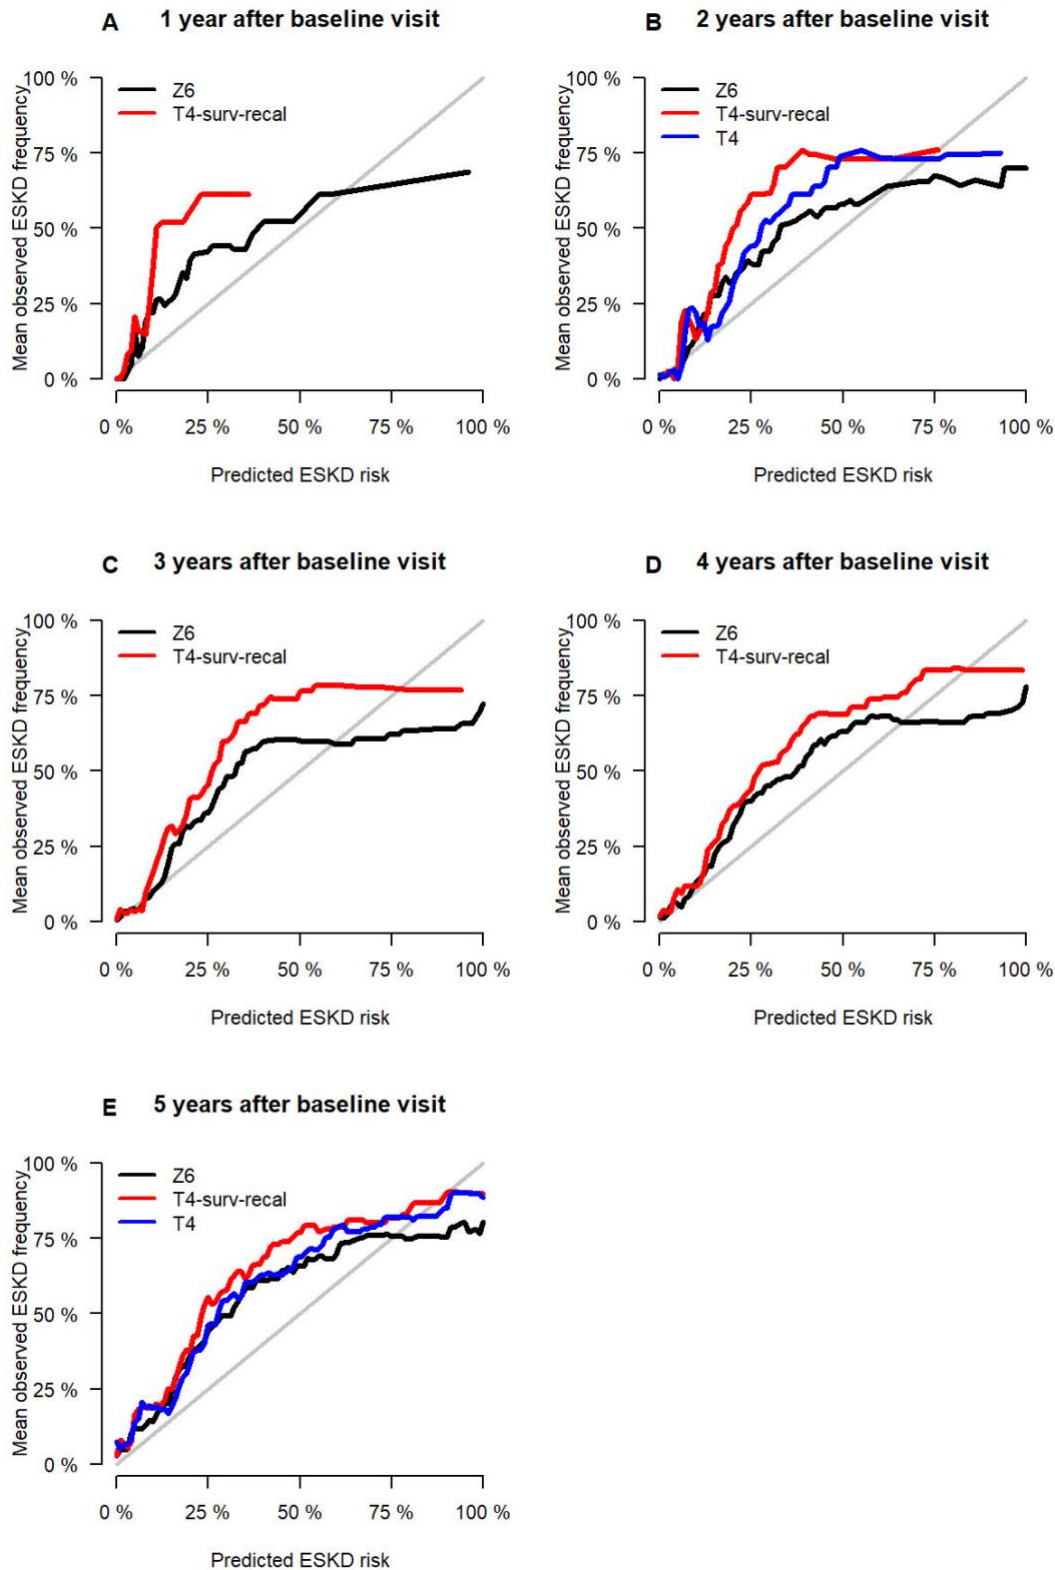 A 1 year after baseline visit
Mean observed ESKD frequency
100 %
75 %
50 %
25 %
0 %
Z6
T4-surv-recal
0 % 25 % 50 % 75 % 100 %
Predicted ESKD risk
B 2 years after baseline visit
Mean observed ESKD frequency
100 %
75 %
50 %
25 %
0 %
Z6
T4-surv-recal
T4
0 % 25 % 50 % 75 % 100 %
Predicted ESKD risk
C 3 years after baseline visit
Mean observed ESKD frequency
100 %
75 %
50 %
25 %
0 %
Z6
T4-surv-recal
0 % 25 % 50 % 75 % 100 %
Predicted ESKD risk
D 4 years after baseline visit
Mean observed ESKD frequency
100 %
75 %
50 %
25 %
0 %
Z6
T4-surv-recal
0 % 25 % 50 % 75 % 100 %
Predicted ESKD risk
E 5 years after baseline visit
Mean observed ESKD frequency
100 %
75 %
50 %
25 %
0 %
Z6
T4-surv-recal
T4
0 % 25 % 50 % 75 % 100 %
Predicted ESKD risk